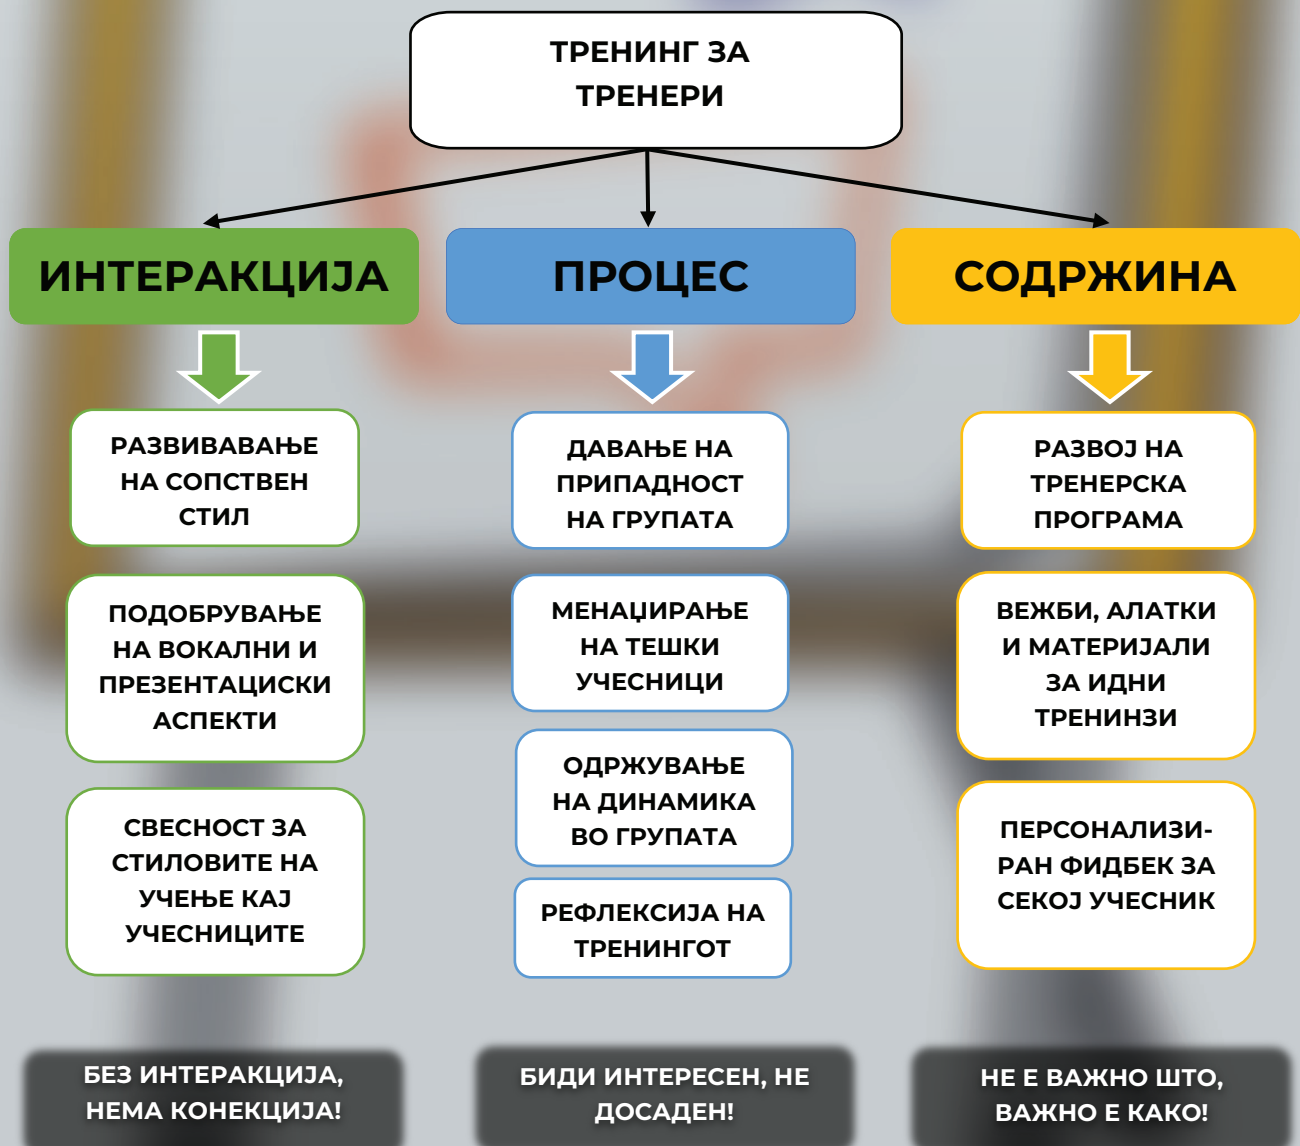 ТРЕНИНГ ЗА
ТРЕНЕРИ
ИНТЕРАКЦИЈА
ПРОЦЕС
СОДРЖИНА
РАЗВИВАВАЊЕ
НА СОПСТВЕН
СТИЛ
ПОДОБРУВАЊЕ
НА ВОКАЛНИ И
ПРЕЗЕНТАЦИСКИ
АСПЕКТИ
СВЕСНОСТ ЗА
СТИЛОВИТЕ НА
УЧЕЊЕ КАЈ
УЧЕСНИЦИТЕ
ДАВАЊЕ НА
ПРИПАДНОСТ
НА ГРУПАТА
МЕНАЏИРАЊЕ
НА ТЕШКИ
УЧЕСНИЦИ
ОДРЖУВАЊЕ
НА ДИНАМИКА
ВО ГРУПАТА
РЕФЛЕКСИЈА НА
ТРЕНИНГОТ
РАЗВОЈ НА
ТРЕНЕРСКА
ПРОГРАМА
ВЕЖБИ, АЛАТКИ
И МАТЕРИЈАЛИ
ЗА ИДНИ
ТРЕНИНЗИ
ПЕРСОНАЛИЗИ-
РАН ФИДБЕК ЗА
СЕКОЈ УЧЕСНИК
БЕЗ ИНТЕРАКЦИЈА,
НЕМА КОНЕКЦИЈА!
БИДИ ИНТЕРЕСЕН, НЕ
ДОСАДЕН!
НЕ Е ВАЖНО ШТО,
ВАЖНО Е КАКО!